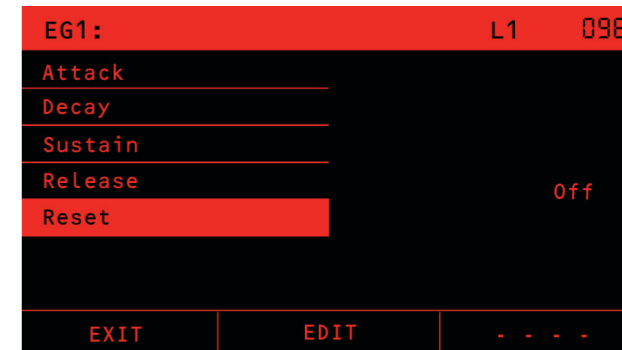 EG1: L1
Attack
Decay
Sustain
Release
Off
Reset
EXIT EDIT - - - -